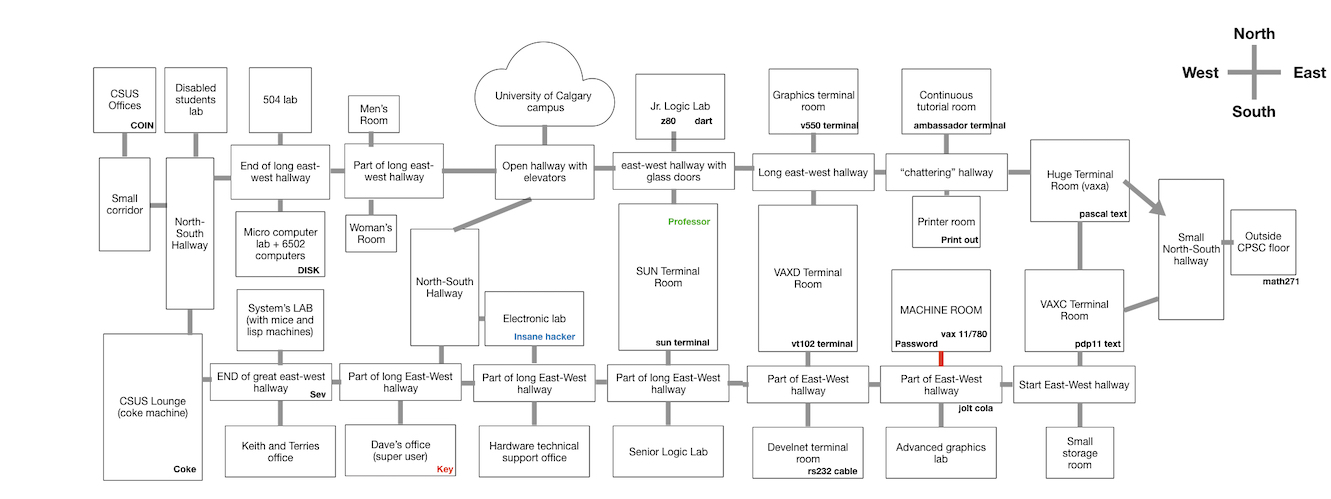 North
West
East
South
CSUS
Offices
COIN
Disabled
students
lab
504 lab
Men's
Room
University of Calgary
campus
Jr. Logic Lab
z80 dart
Graphics terminal
room
v550 terminal
Continuous
tutorial room
ambassador terminal
Small
corridor
North-
South
Hallway
End of long east-
west hallway
Part of long east-
west hallway
Open hallway with
elevators
east-west hallway with
glass doors
Long east-west hallway
“chattering” hallway
Huge Terminal
Room (vaxa)
pascal text
Micro computer
lab + 6502
computers
DISK
Woman's
Room
North-South
Hallway
Professor
SUN Terminal
Room
sun terminal
VAXD Terminal
Room
vt102 terminal
Printer room
Print out
Small
North-South
hallway
Outside
CPSC floor
math271
System's LAB
(with mice and
lisp machines)
Electronic lab
Insane hacker
MACHINE ROOM
vax 11/780
Password
VAXC Terminal
Room
pdp11 text
CSUS Lounge
(coke machine)
Coke
END of great east-west
hallway
Sev
Part of long East-West
hallway
Part of long East-West
hallway
Part of long East-West
hallway
Part of East-West
hallway
Part of East-West
hallway
jolt cola
Start East-West hallway
Keith and Terries
office
Dave's office
(super user)
Key
Hardware technical
support office
Senior Logic Lab
Develnet terminal
room
rs232 cable
Advanced graphics
lab
Small
storage
room